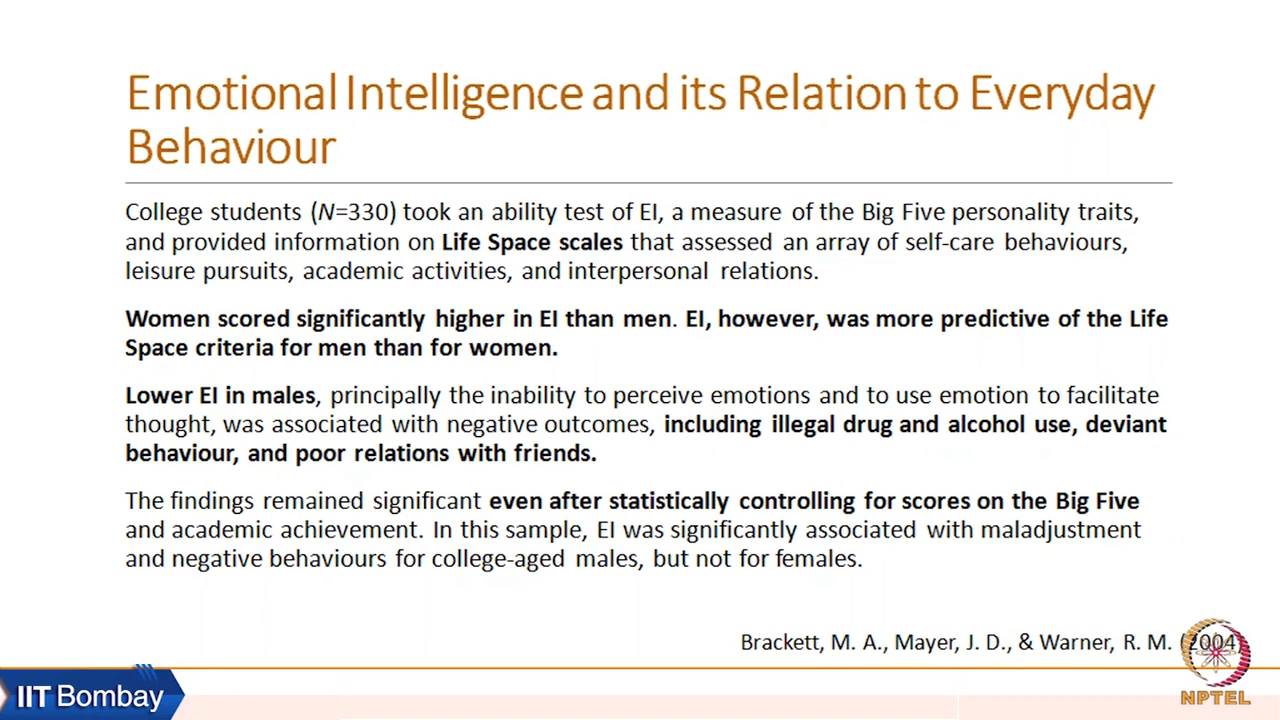 Emotional Intelligence and its Relation to Everyday
Behaviour
College students (N=330) took an ability test of EI, a measure of the Big Five personality traits,
and provided information on Life Space scales that assessed an array of self-care behaviours,
leisure pursuits, academic activities, and interpersonal relations.
Women scored significantly higher in EI than men. EI, however, was more predictive of the Life
Space criteria for men than for women.
Lower EI in males, principally the inability to perceive emotions and to use emotion to facilitate
thought, was associated with negative outcomes, including illegal drug and alcohol use, deviant
behaviour, and poor relations with friends.
The findings remained significant even after statistically controlling for scores on the Big Five
and academic achievement. In this sample, EI was significantly associated with maladjustment
and negative behaviours for college-aged males, but not for females.
Brackett, M. A., Mayer, J. D., & Warner, R. M. (2004)
IIT Bombay
NPTEL